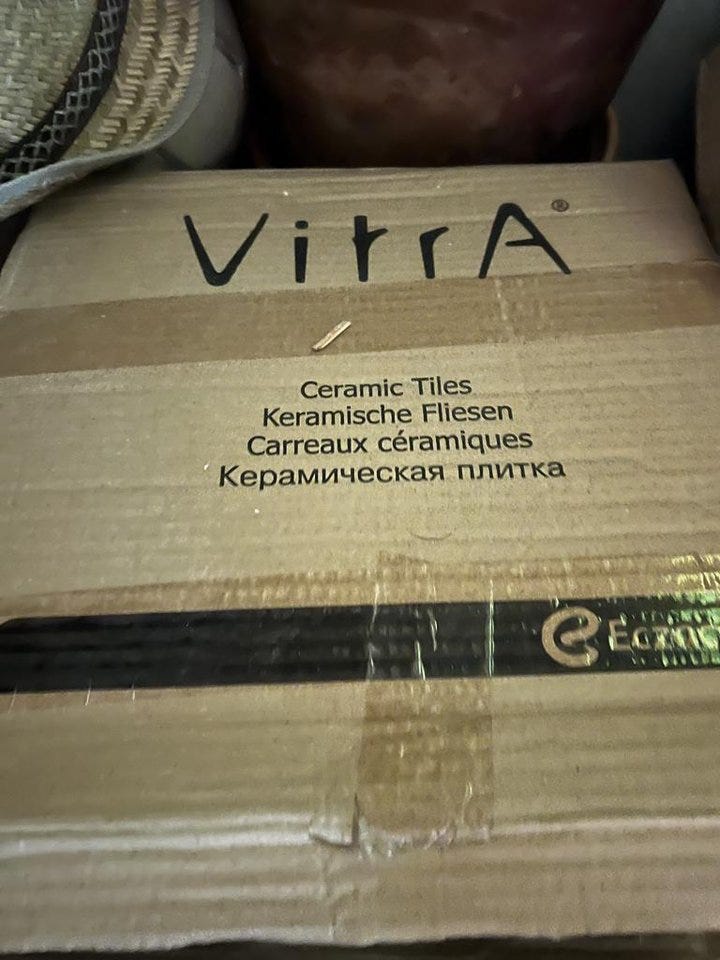 VitrA®
Ceramic Tiles
Keramische Fliesen
Carreaux céramiques
Керамическая плитка